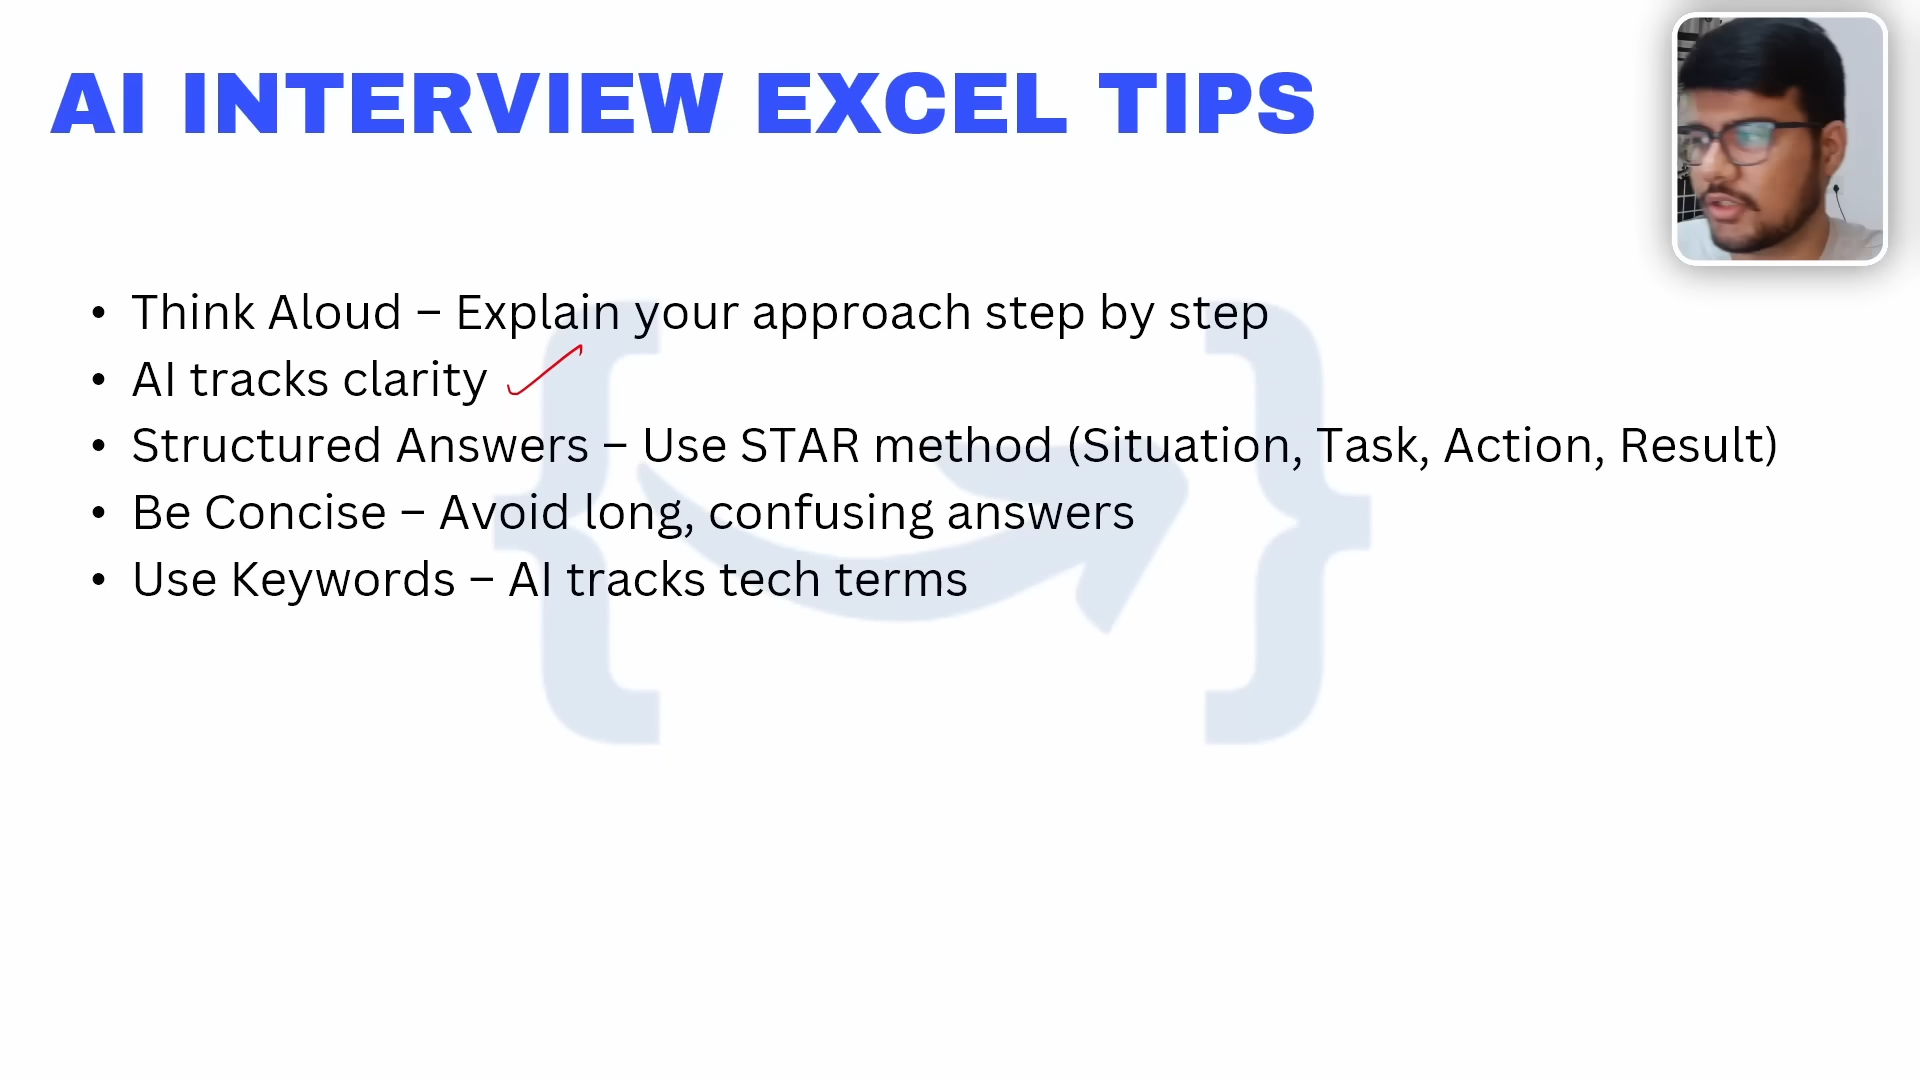 AI INTERVIEW EXCEL TIPS
• Think Aloud – Explain your approach step by step
• AI tracks clarity
• Structured Answers – Use STAR method (Situation, Task, Action, Result)
• Be Concise – Avoid long, confusing answers
• Use Keywords – AI tracks tech terms